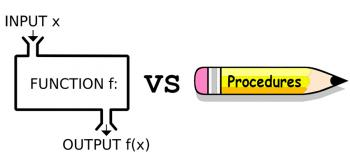 INPUT x
FUNCTION f:
OUTPUT f(x)
vs
Procedures